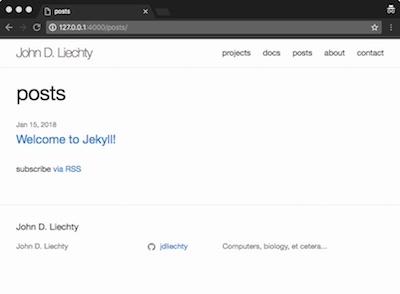 posts
127.0.0.1:4000/posts/
John D. Liechty
projects docs posts about contact
posts
Jan 15, 2018
Welcome to Jekyll!
subscribe via RSS
John D. Liechty
John D. Liechty jdliechty Computers, biology, et cetera...